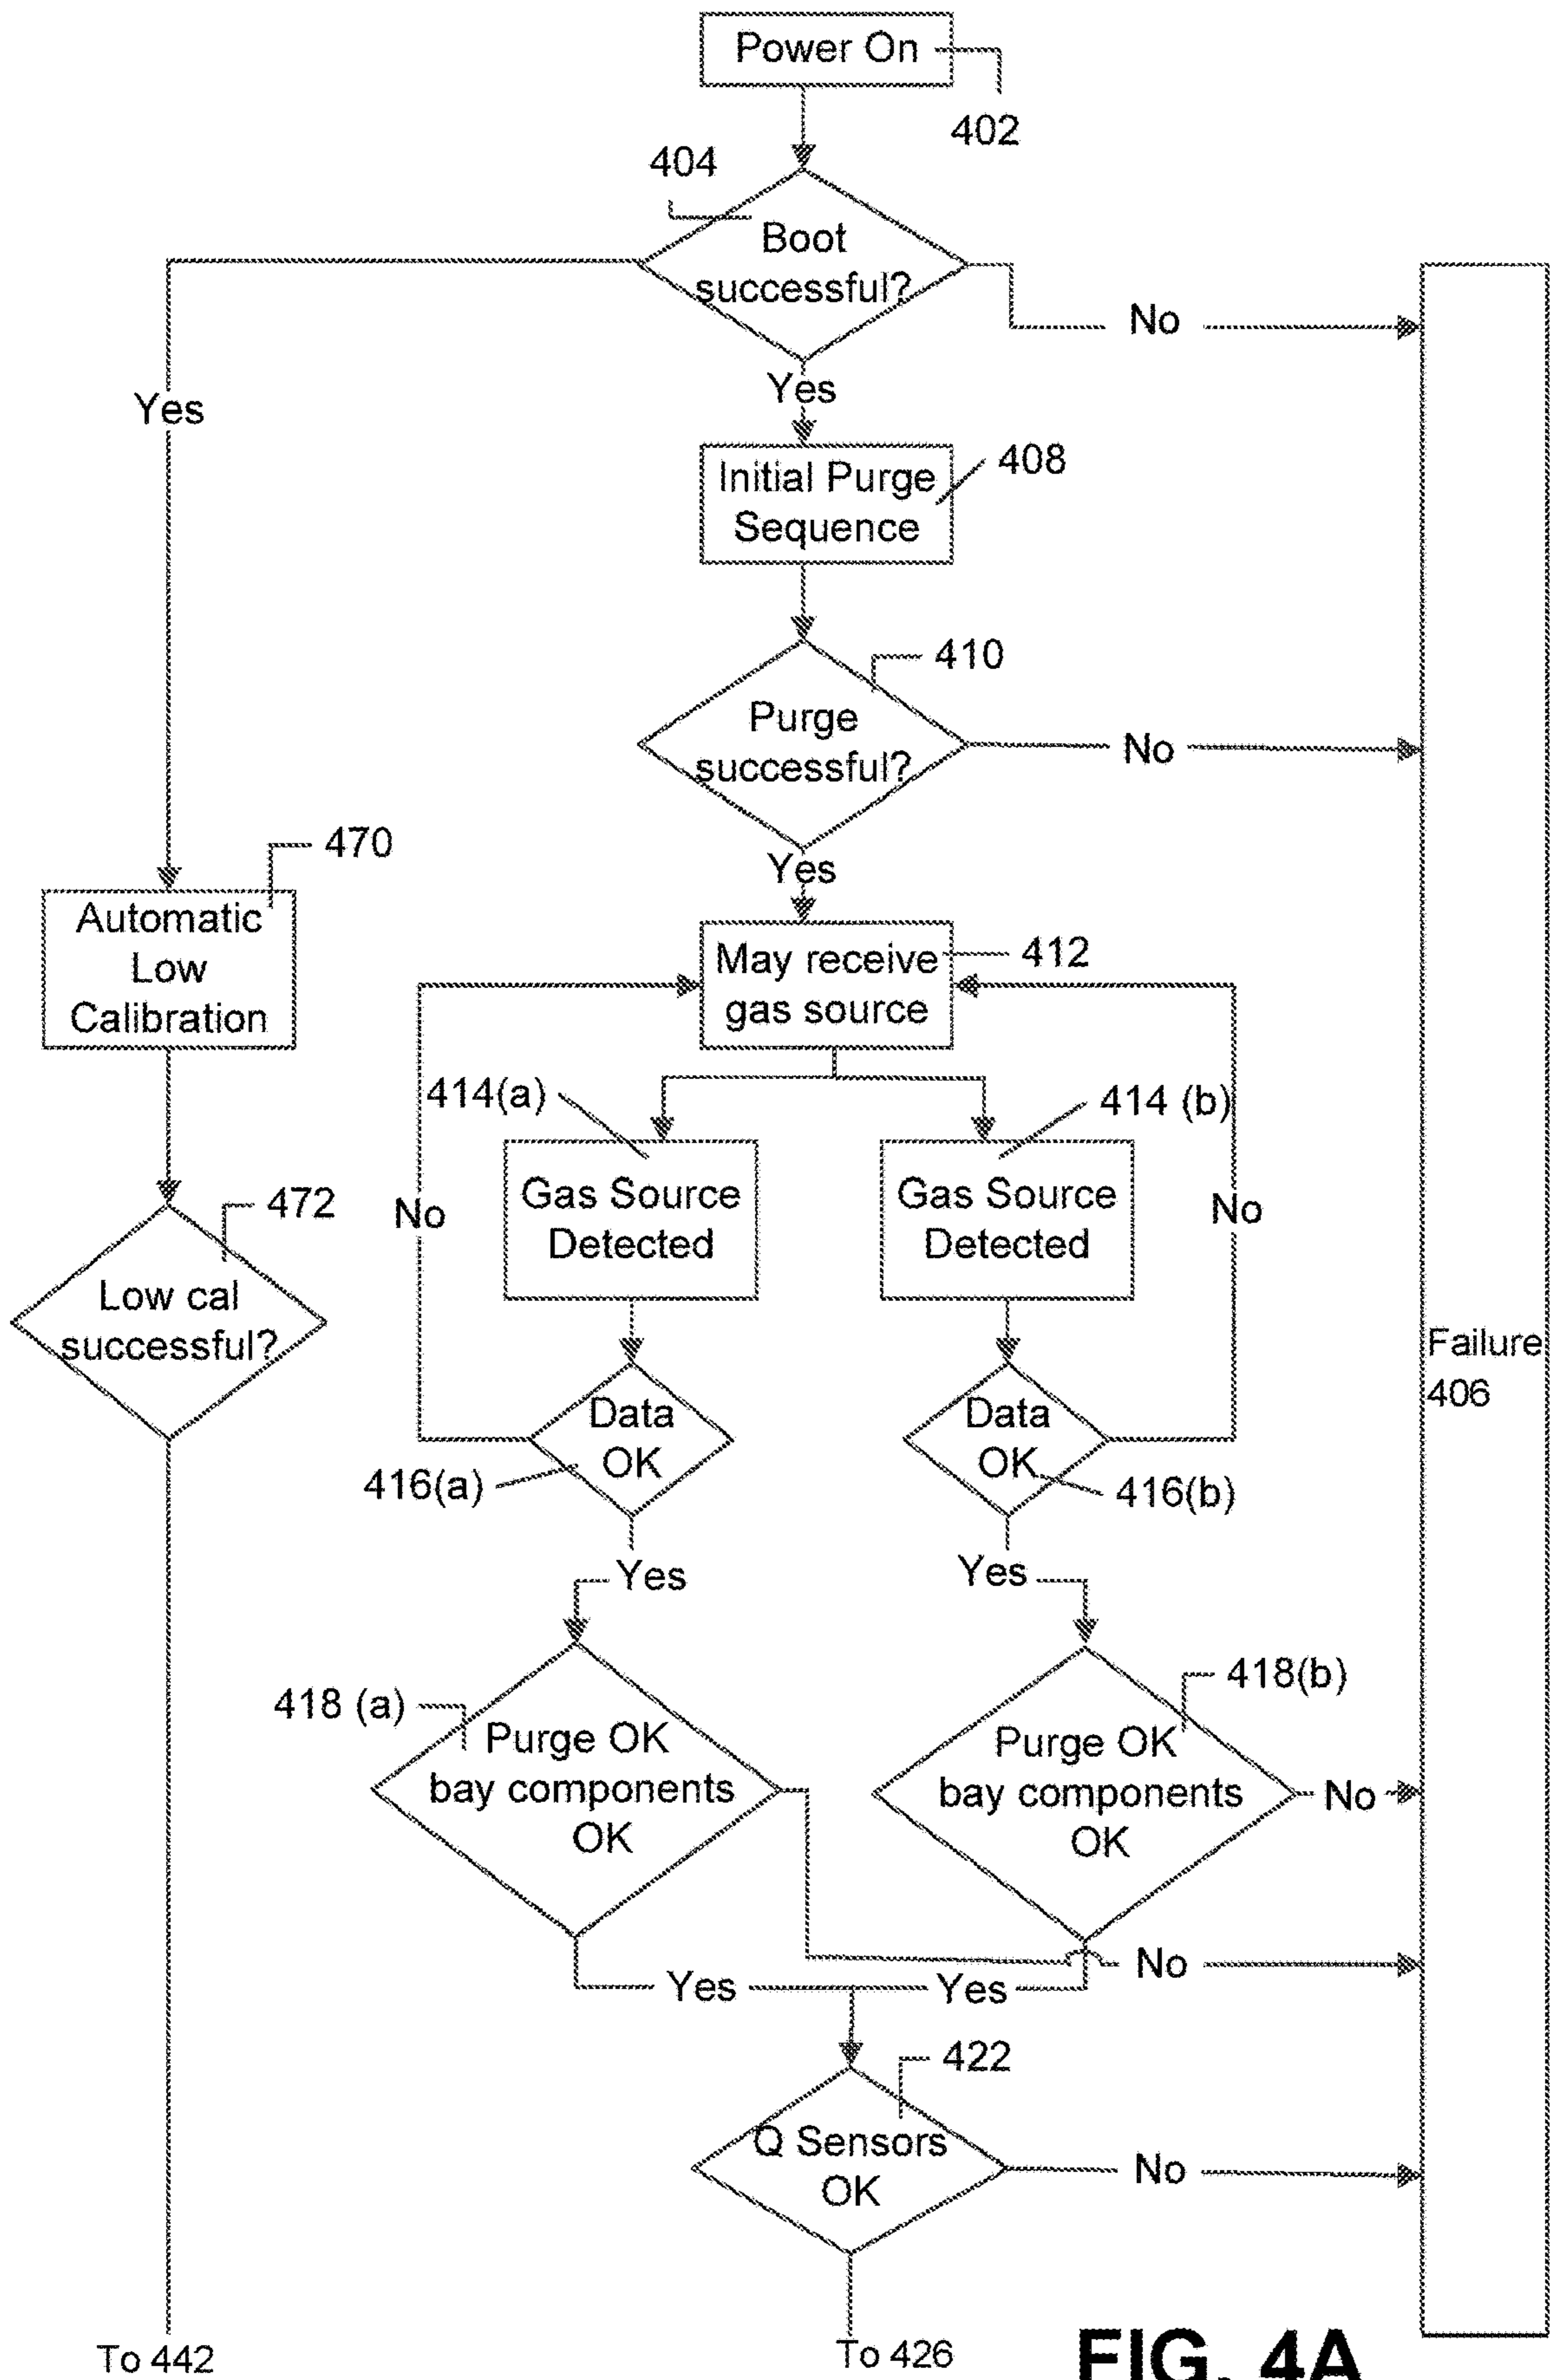 Power On
402
404
Boot
successful?
No
Yes
Yes
Initial Purge
Sequence
408
410
Purge
successful?
No
Yes
470
Automatic
Low
Calibration
May receive
gas source
412
414(a)
414 (b)
Gas Source
Detected
Gas Source
Detected
No
No
472
Low cal
successful?
Failure
406
Data
OK
Data
OK
416(a)
416(b)
Yes
Yes
418 (a)
418(b)
Purge OK
bay components
OK
Purge OK
bay components
OK
No
No
Yes
Yes
422
Q Sensors
OK
No
To 442
To 426
FIG. 4A